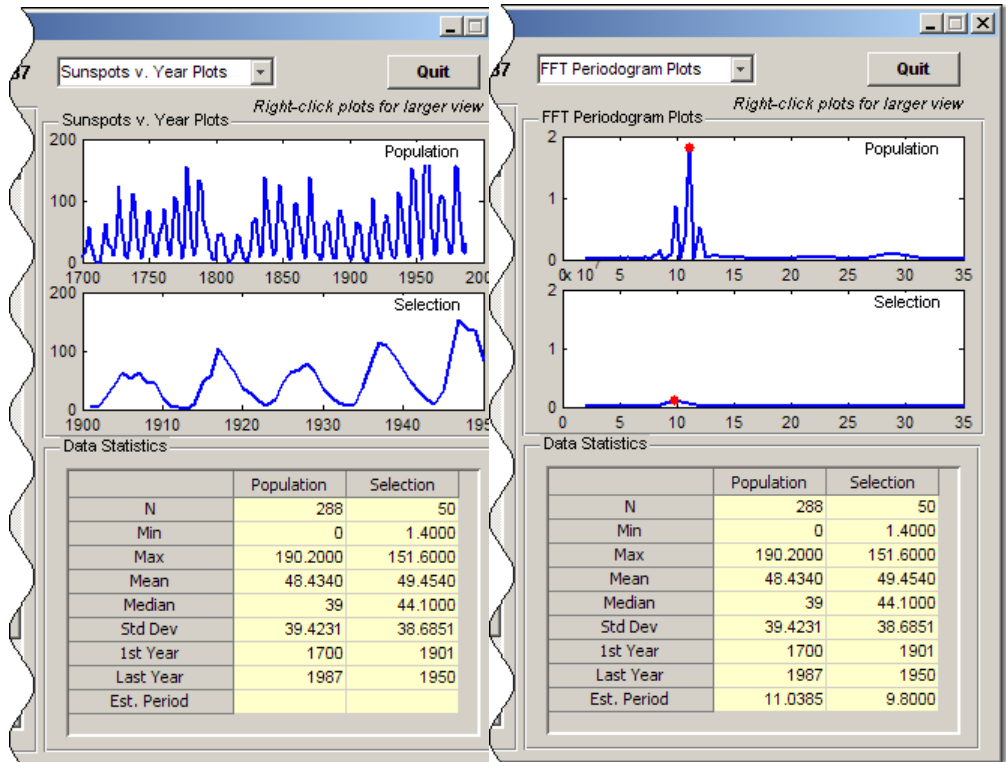 37 Sunspots v. Year Plots Quit
Right-click plots for larger view
Sunspots v. Year Plots
Population
200
100
0
1700 1750 1800 1850 1900 1950 200
Selection
200
100
0
1900 1910 1920 1930 1940 195
Data Statistics
Population Selection
N 288 50
Min 0 1.4000
Max 190.2000 151.6000
Mean 48.4340 49.4540
Median 39 44.1000
Std Dev 39.4231 38.6851
1st Year 1700 1901
Last Year 1987 1950
Est. Period
37 FFT Periodogram Plots Quit
Right-click plots for larger view
FFT Periodogram Plots
Population
2
1
0
0 5 10 15 20 25 30 35
x 10^7
Selection
2
1
0
0 5 10 15 20 25 30 35
Data Statistics
Population Selection
N 288 50
Min 0 1.4000
Max 190.2000 151.6000
Mean 48.4340 49.4540
Median 39 44.1000
Std Dev 39.4231 38.6851
1st Year 1700 1901
Last Year 1987 1950
Est. Period 11.0385 9.8000